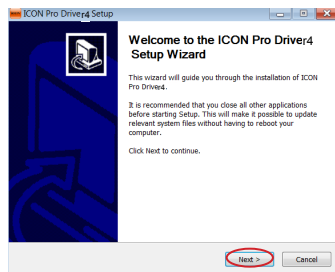 ICON Pro Driver4 Setup
Welcome to the ICON Pro Driver4
Setup Wizard
This wizard will guide you through the installation of ICON
Pro Driver4.
It is recommended that you close all other applications
before starting Setup. This will make it possible to update
relevant system files without having to reboot your
computer.
Click Next to continue.
Next >
Cancel